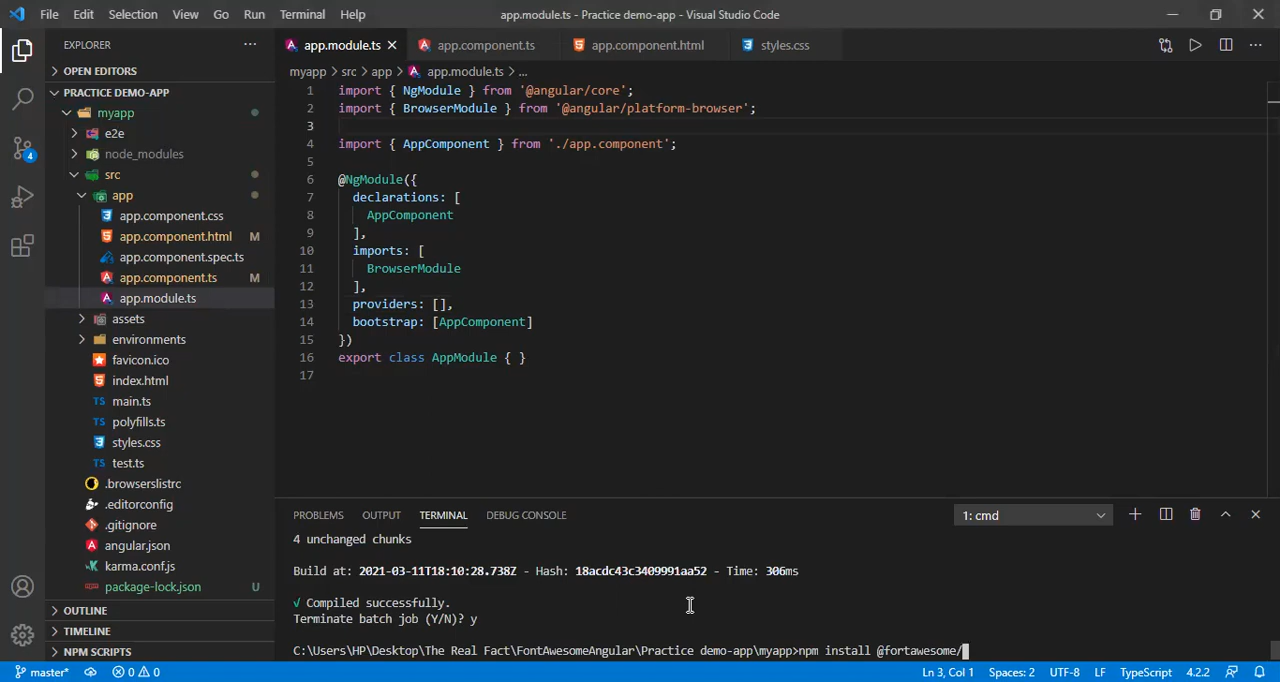 File Edit Selection View Go Run Terminal Help
app.module.ts - Practice demo-app - Visual Studio Code
EXPLORER
OPEN EDITORS
PRACTICE DEMO-APP
myapp
e2e
node_modules
src
app
app.component.css
app.component.html M
app.component.spec.ts
app.component.ts M
app.module.ts
assets
environments
favicon.ico
index.html
TS main.ts
TS polyfills.ts
styles.css
TS test.ts
.browserslistrc
.editorconfig
.gitignore
angular.json
karma.conf.js
package-lock.json U
OUTLINE
TIMELINE
NPM SCRIPTS
4
app.module.ts app.component.ts app.component.html styles.css
myapp > src > app > app.module.ts > ...
1 import { NgModule } from '@angular/core';
2 import { BrowserModule } from '@angular/platform-browser';
3
4 import { AppComponent } from './app.component';
5
6 @NgModule({
7 declarations: [
8 AppComponent
9 ],
10 imports: [
11 BrowserModule
12 ],
13 providers: [],
14 bootstrap: [AppComponent]
15 })
16 export class AppModule { }
17
PROBLEMS OUTPUT TERMINAL DEBUG CONSOLE 1: cmd
4 unchanged chunks
Build at: 2021-03-11T18:10:28.738Z - Hash: 18acdc43c3409991aa52 - Time: 306ms
√ Compiled successfully.
Terminate batch job (Y/N)? y
C:\Users\HP\Desktop\The Real Fact\FontAwesomeAngular\Practice demo-app\myapp>npm install @fortawesome/
master* 0 0 Ln 3, Col 1 Spaces: 2 UTF-8 LF TypeScript 4.2.2